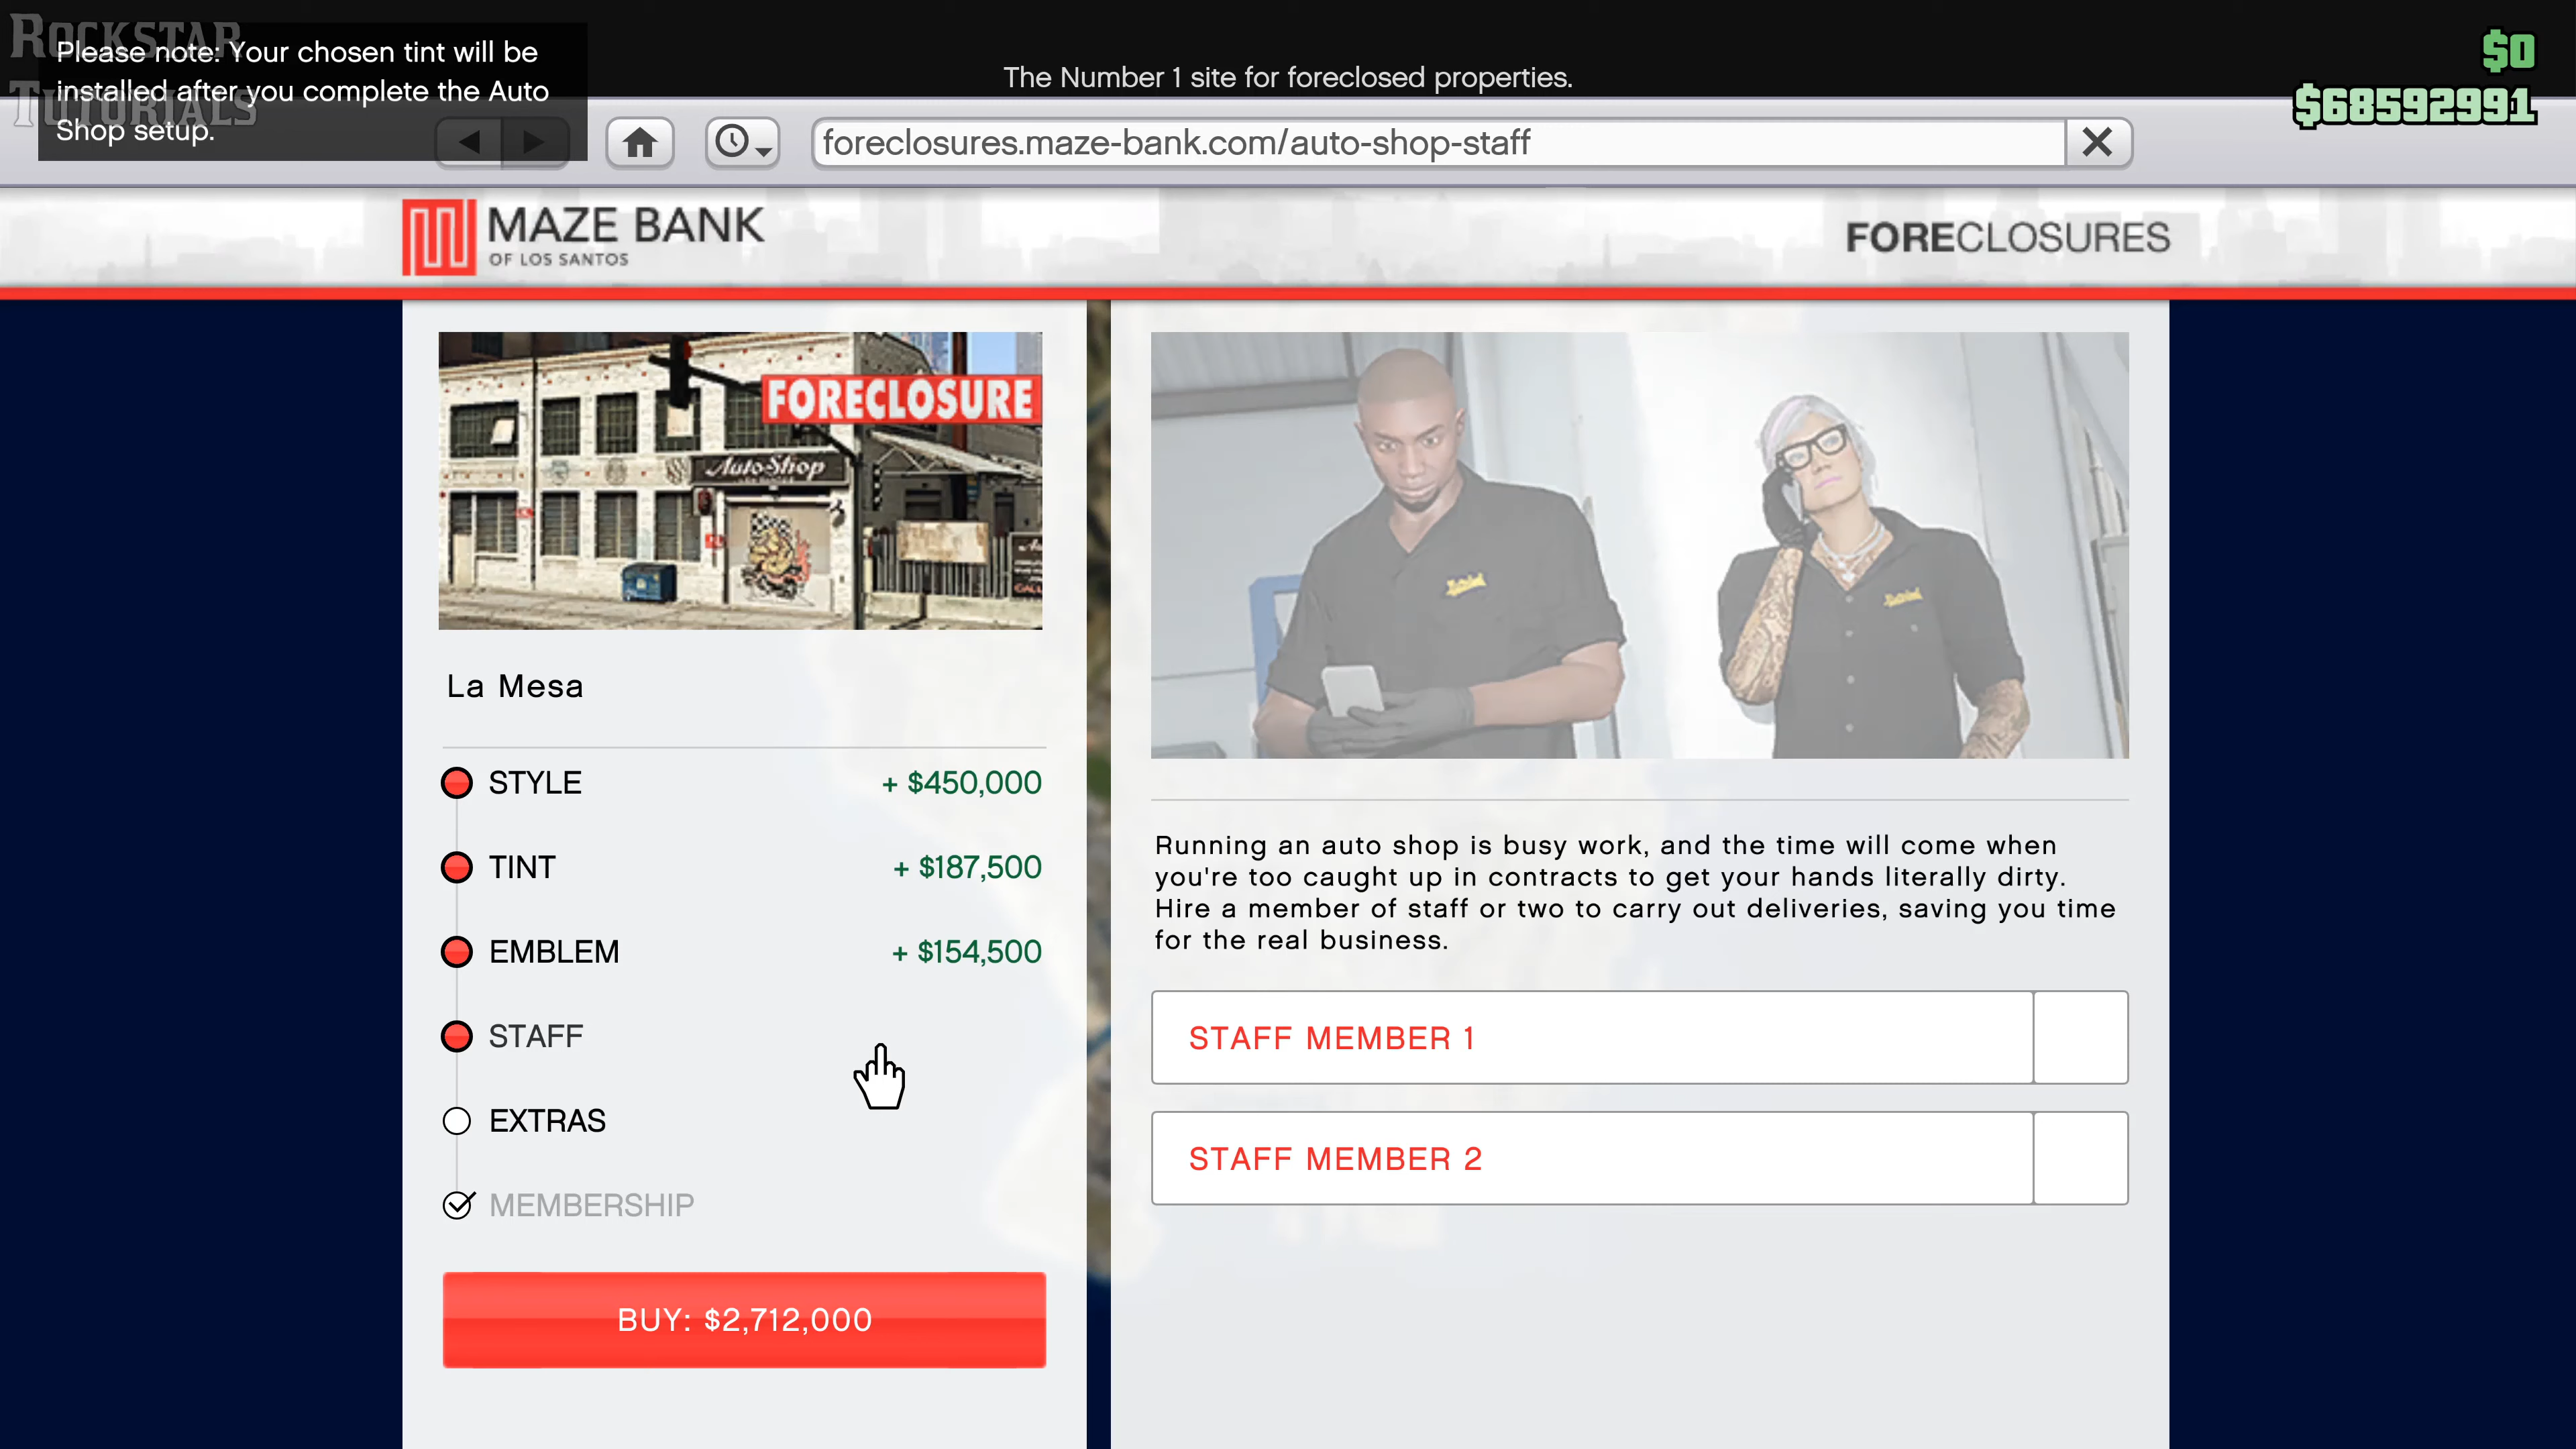 ROCKSTAR
TUTORIALS
Please note: Your chosen tint will be
installed after you complete the Auto
Shop setup.
The Number 1 site for foreclosed properties.
$0
$68592991
foreclosures.maze-bank.com/auto-shop-staff
MAZE BANK
OF LOS SANTOS
FORECLOSURES
FORECLOSURE
Auto Shop
La Mesa
STYLE + $450,000
TINT + $187,500
EMBLEM + $154,500
STAFF
EXTRAS
MEMBERSHIP
BUY: $2,712,000
Running an auto shop is busy work, and the time will come when
you're too caught up in contracts to get your hands literally dirty.
Hire a member of staff or two to carry out deliveries, saving you time
for the real business.
STAFF MEMBER 1
STAFF MEMBER 2